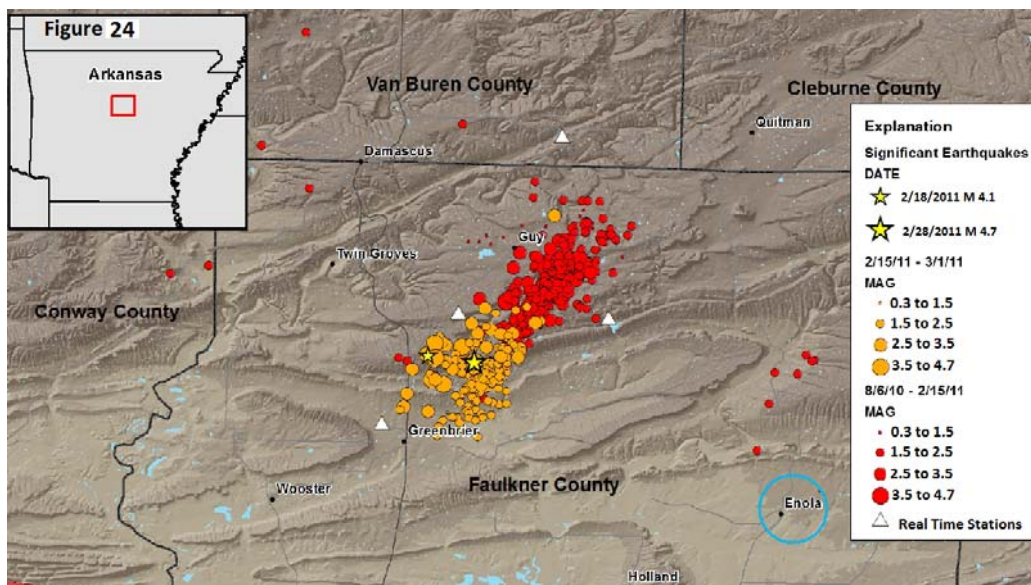 Figure 24
Arkansas
Van Buren County
Cleburne County
Quitman
Damascus
Guy
Twin Groves
Conway County
Greenbrier
Faulkner County
Wooster
Enola
Holland
Explanation
Significant Earthquakes
DATE
2/18/2011 M 4.1
2/28/2011 M 4.7
2/15/11 - 3/1/11
MAG
0.3 to 1.5
1.5 to 2.5
2.5 to 3.5
3.5 to 4.7
8/6/10 - 2/15/11
MAG
0.3 to 1.5
1.5 to 2.5
2.5 to 3.5
3.5 to 4.7
Real Time Stations